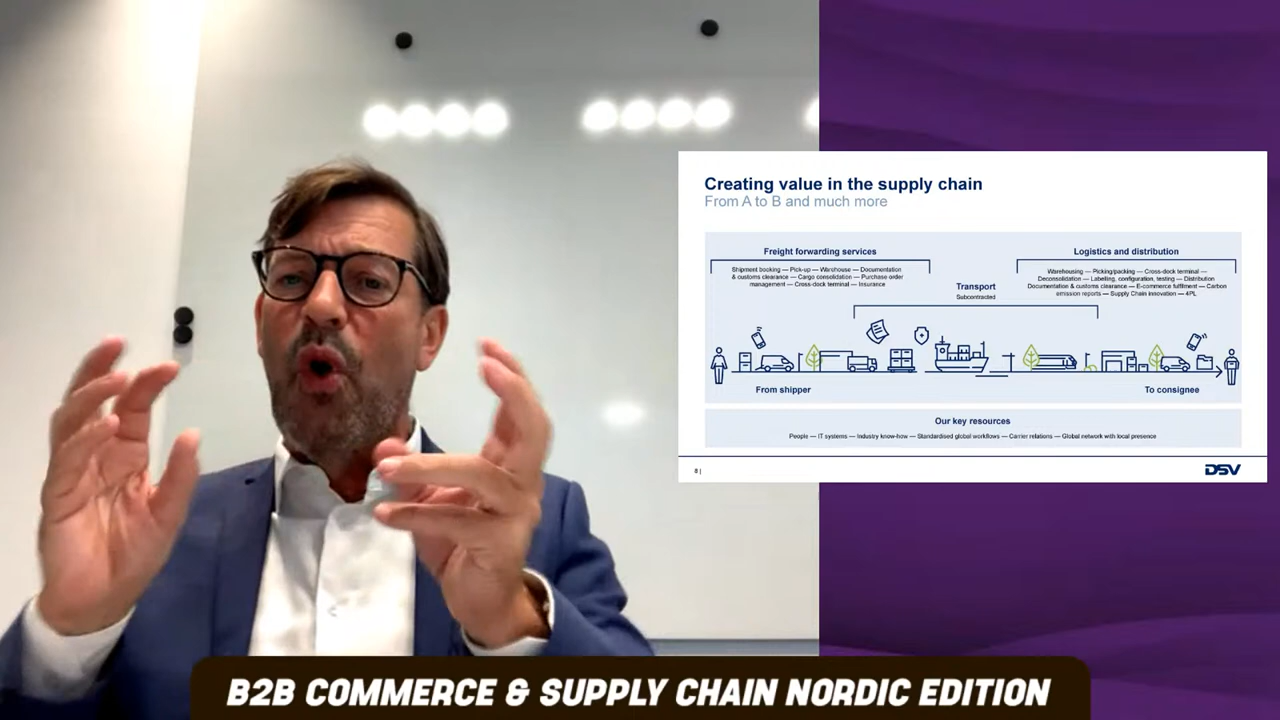 Creating value in the supply chain
From A to B and much more
Freight forwarding services
Shipment booking — Pick-up — Warehouse — Documentation
& customs clearance — Cargo consolidation — Purchase order
management — Cross-dock terminal — Insurance
Transport
Subcontracted
Logistics and distribution
Warehousing — Picking/packing — Cross-dock terminal —
Deconsolidation — Labelling, configuration, testing — Distribution
Documentation & customs clearance — E-commerce fulfilment — Carbon
emission reports — Supply Chain innovation — 4PL
From shipper
To consignee
Our key resources
People — IT systems — Industry know-how — Standardised global workflows — Carrier relations — Global network with local presence
8 |
DSV
B2B COMMERCE & SUPPLY CHAIN NORDIC EDITION